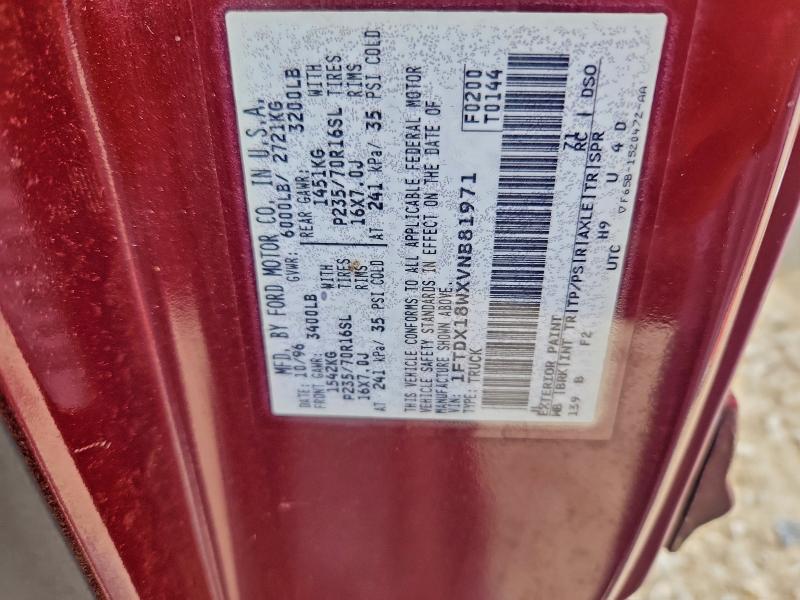 MFD. BY FORD MOTOR CO. IN U.S.A.
DATE: 10/96 GVWR: 6000LB/ 2721KG
FRONT GAWR: 3400LB REAR GAWR: 3200LB
1542KG WITH 1451KG WITH
P235/70R16SL TIRES P235/70R16SL TIRES
16X7.0J RIMS 16X7.0J RIMS
AT 241 kPa/ 35 PSI COLD AT 241 kPa/ 35 PSI COLD
THIS VEHICLE CONFORMS TO ALL APPLICABLE FEDERAL MOTOR
VEHICLE SAFETY STANDARDS IN EFFECT ON THE DATE OF
MANUFACTURE SHOWN ABOVE.
VIN: 1FTDX18WXVNB81971
TYPE: TRUCK
F0200
T0144
JL
EXTERIOR PAINT 71 RC DSO
WB |BRK|INT TR|TP/PS|R|AXLE|TR|SPR
139 B F2 H9 U 4 D
UTC
▽F65B-1520472-AA